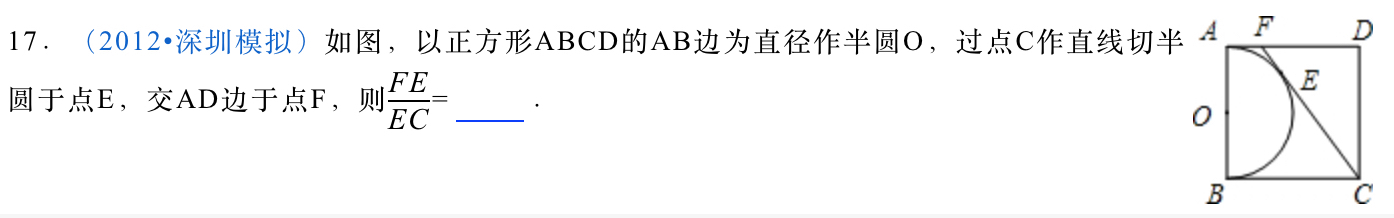 17. （2012•深圳模拟）如图，以正方形ABCD的AB边为直径作半圆O，过点C作直线切半
圆于点E，交AD边于点F，则FE/EC= ____ .
A F D
E
O
B C